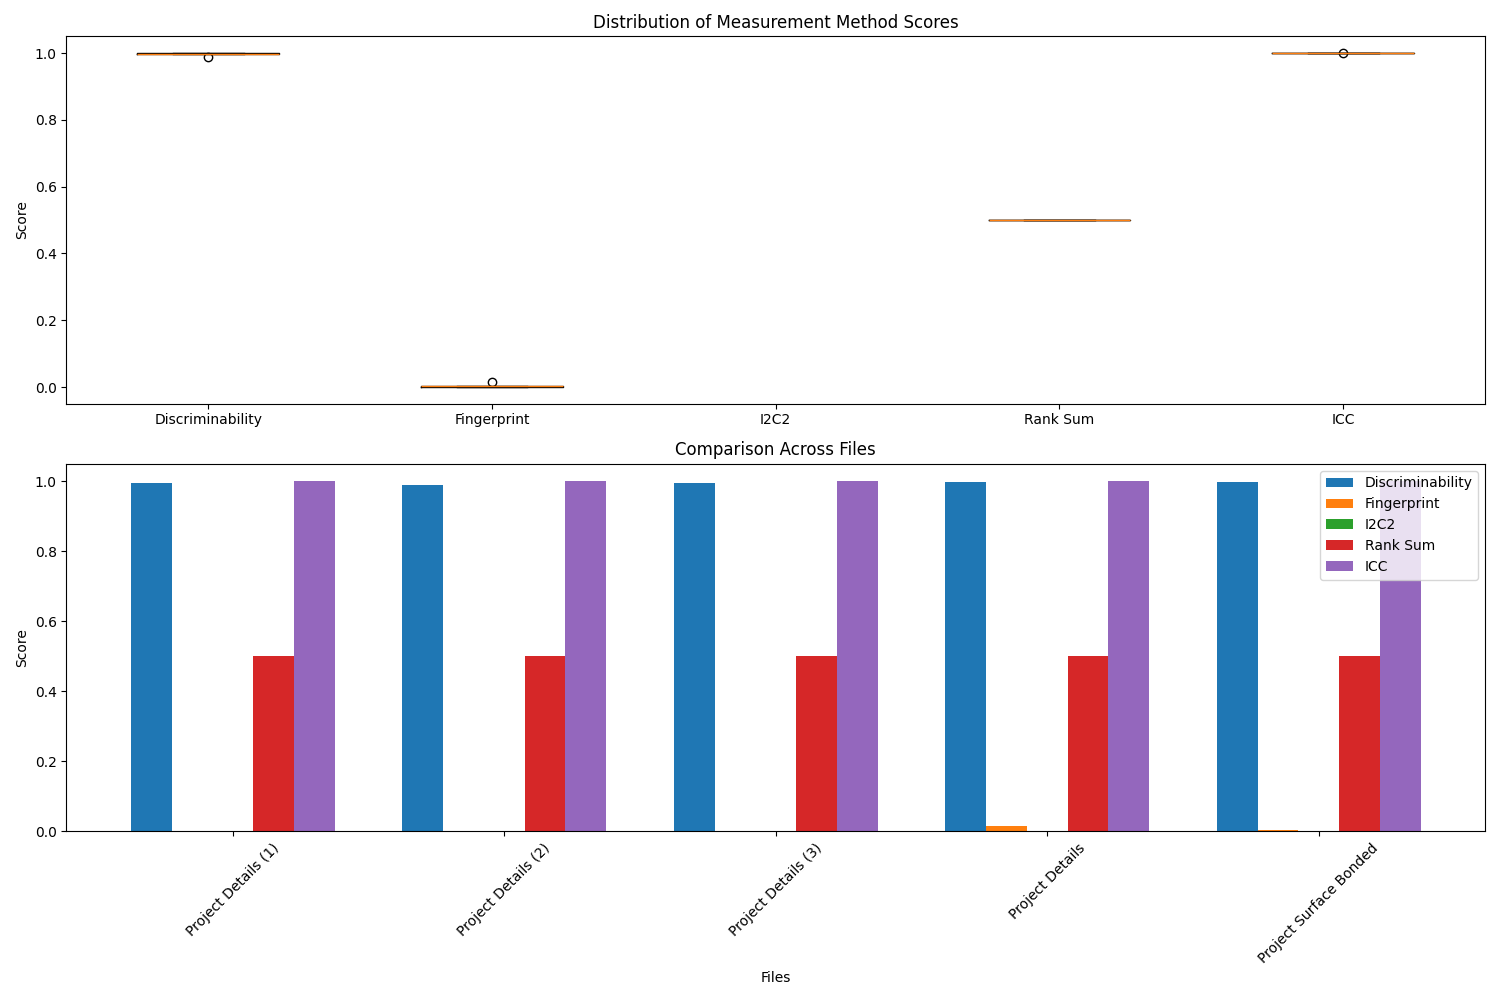 Distribution of Measurement Method Scores
Score
1.0
0.8
0.6
0.4
0.2
0.0
Discriminability
Fingerprint
I2C2
Rank Sum
ICC
Comparison Across Files
Score
1.0
0.8
0.6
0.4
0.2
0.0
Discriminability
Fingerprint
I2C2
Rank Sum
ICC
Project Details (1)
Project Details (2)
Project Details (3)
Project Details
Project Surface Bonded
Files